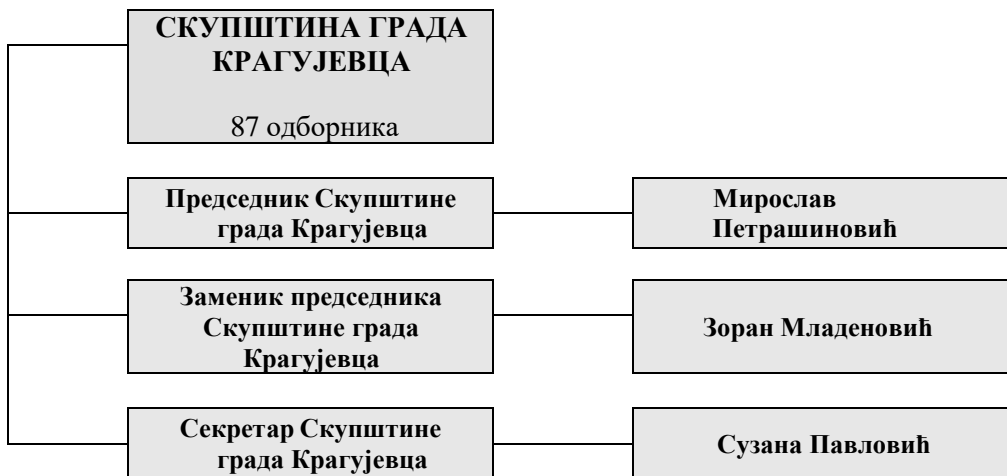 СКУПШТИНА ГРАДА
КРАГУЈЕВЦА
87 одборника
Председник Скупштине
града Крагујевца
Мирослав
Петрашиновић
Заменик председника
Скупштине града
Крагујевца
Зоран Младеновић
Секретар Скупштине
града Крагујевца
Сузана Павловић